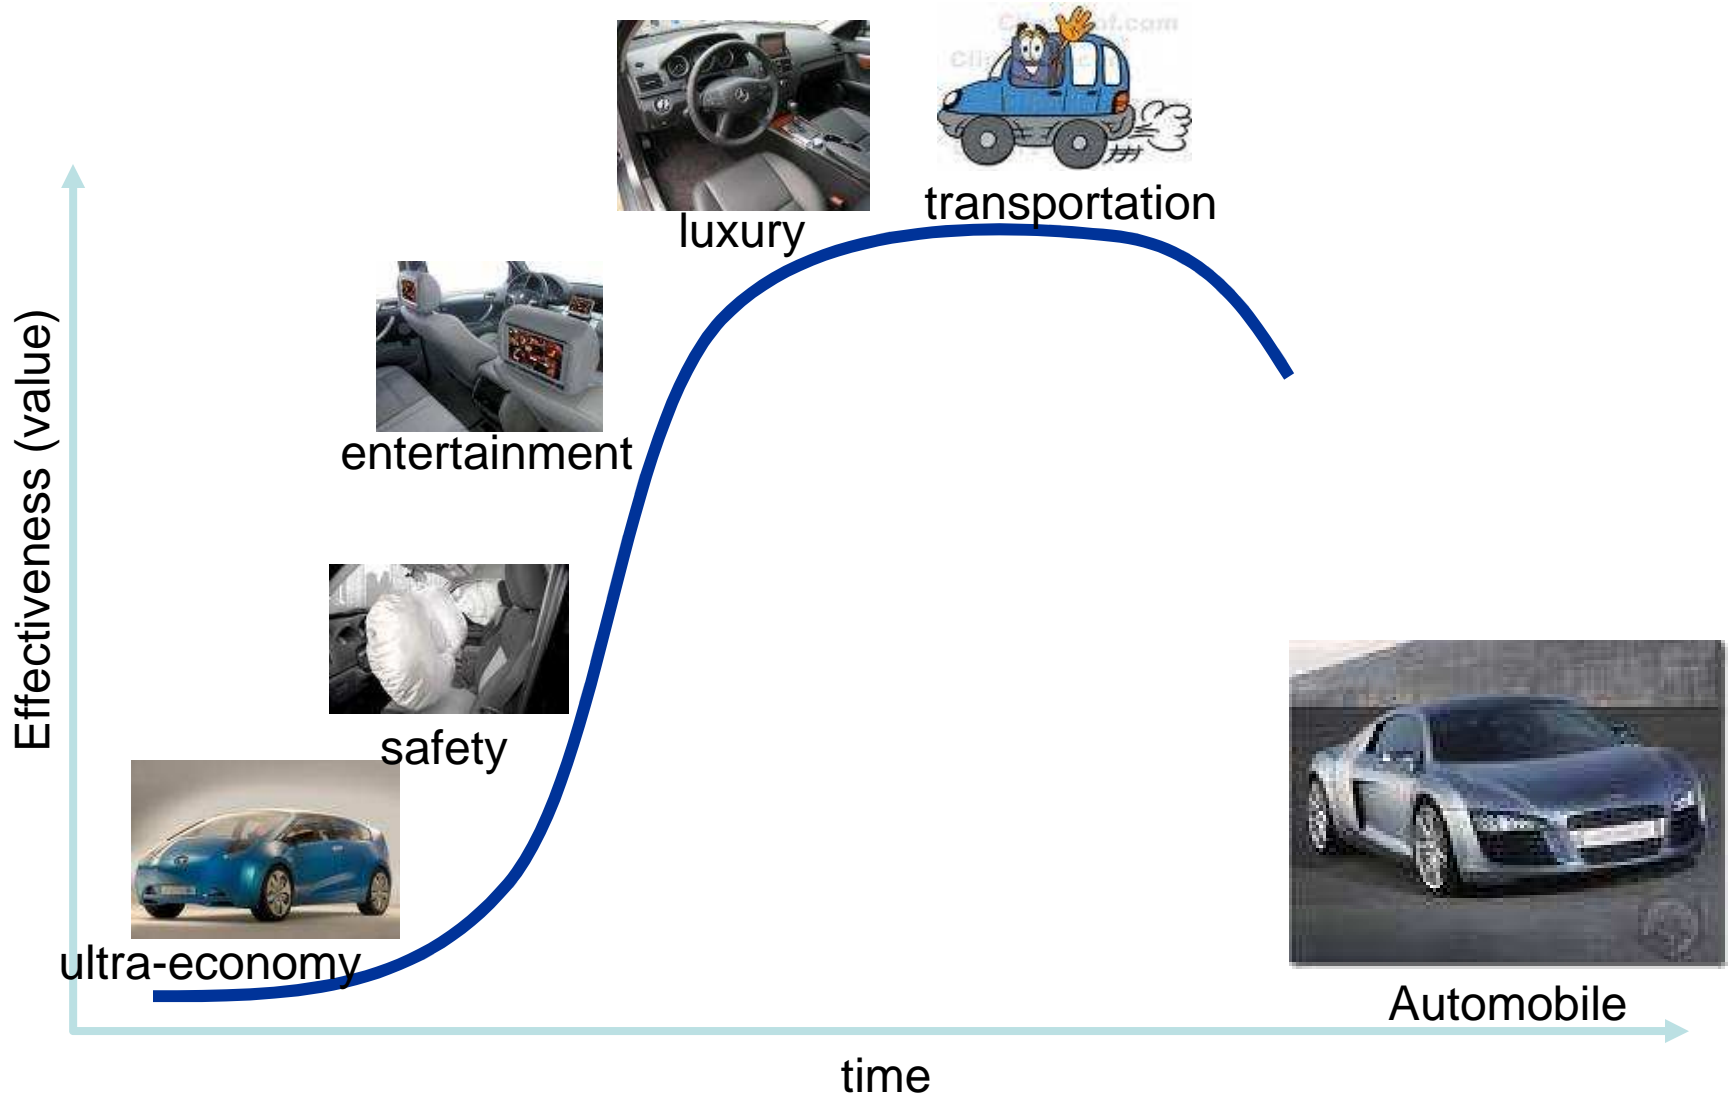 luxury
transportation
entertainment
Effectiveness (value)
safety
ultra-economy
Automobile
time